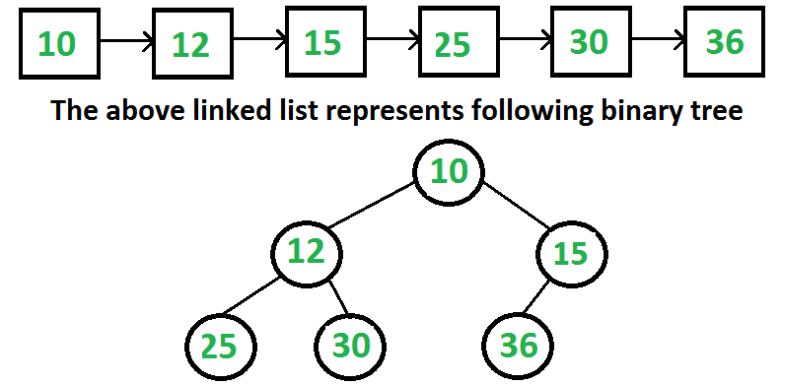 10 12 15 25 30 36
The above linked list represents following binary tree
10
12 15
25 30 36